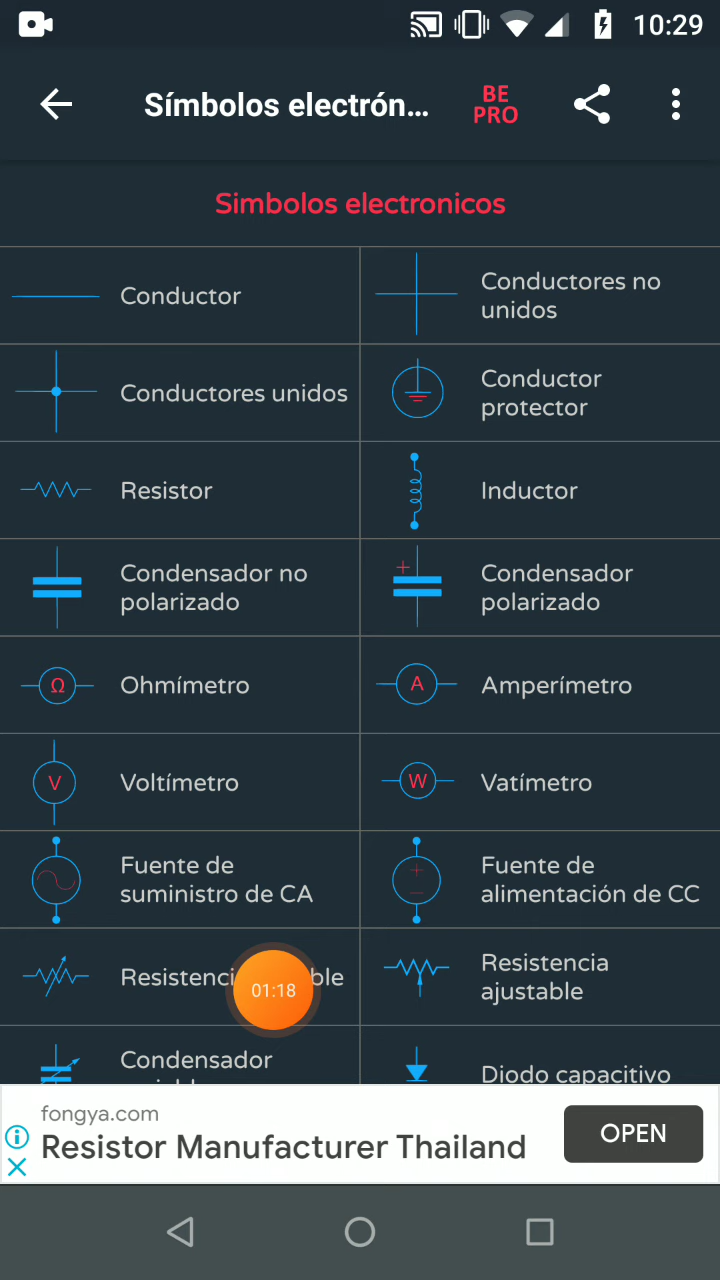 10:29
Símbolos electrón...
BE
PRO
Simbolos electronicos
Conductor
Conductores no
unidos
Conductores unidos
Conductor
protector
Resistor
Inductor
Condensador no
polarizado
+
Condensador
polarizado
Ω
Ohmímetro
A
Amperímetro
V
Voltímetro
W
Vatímetro
Fuente de
suministro de CA
Fuente de
alimentación de CC
01:18
Resistencia
ajustable
Condensador
Diodo capacitivo
fongya.com
Resistor Manufacturer Thailand
OPEN